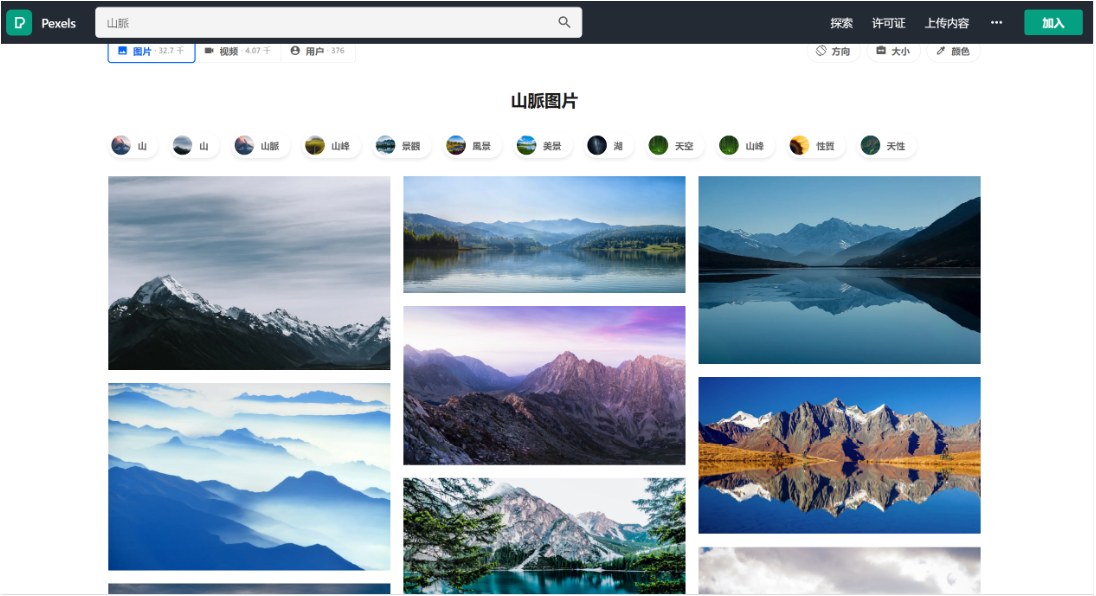 Pexels 山脈 探索 许可证 上传内容 ··· 加入
图片 · 32.7 千 视频 · 4.07 千 用户 · 376 方向 大小 颜色
山脈图片
山 山 山脈 山峰 景觀 風景 美景 湖 天空 山峰 性質 天性